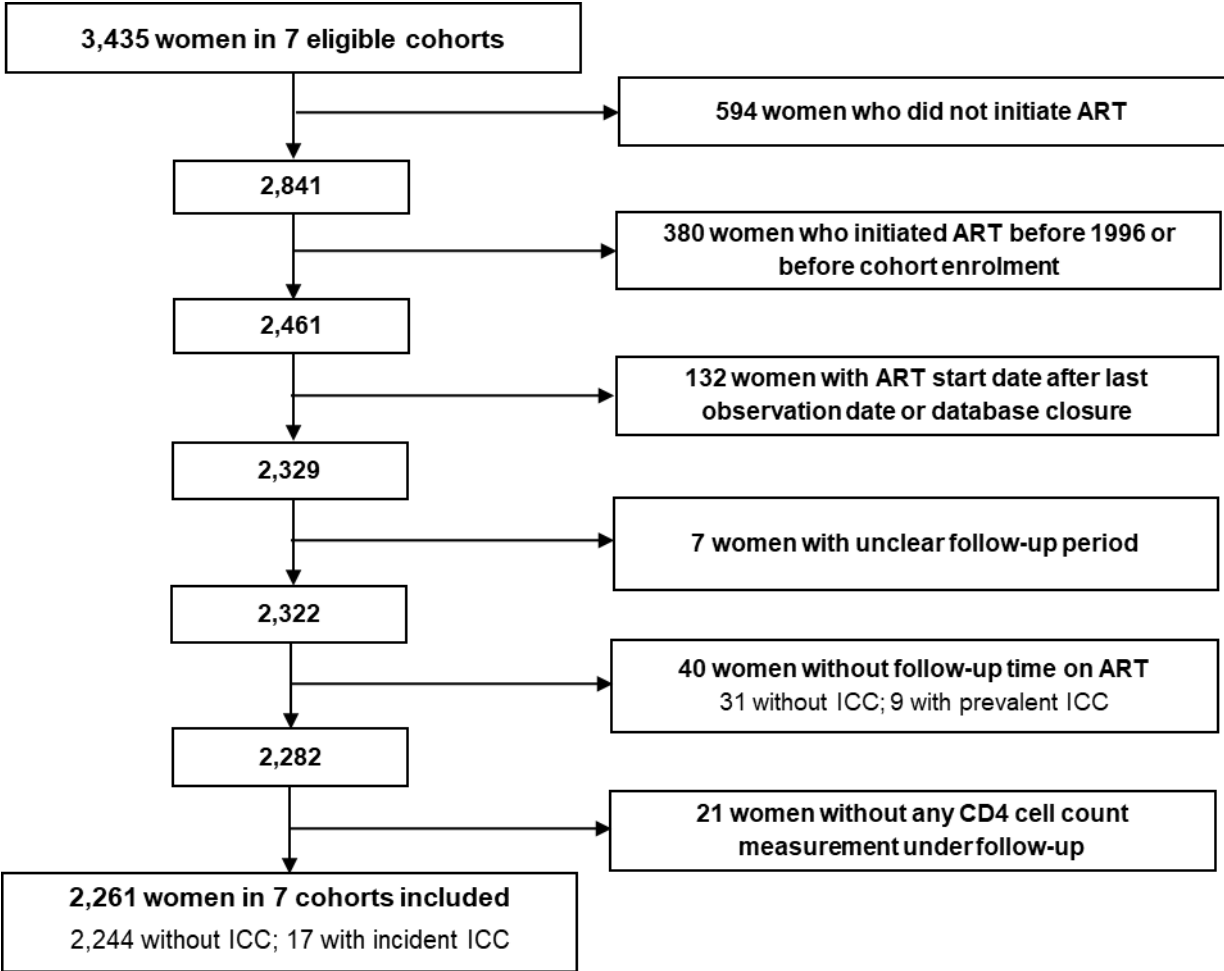 3,435 women in 7 eligible cohorts
594 women who did not initiate ART
2,841
380 women who initiated ART before 1996 or
before cohort enrolment
2,461
132 women with ART start date after last
observation date or database closure
2,329
7 women with unclear follow-up period
2,322
40 women without follow-up time on ART
31 without ICC; 9 with prevalent ICC
2,282
21 women without any CD4 cell count
measurement under follow-up
2,261 women in 7 cohorts included
2,244 without ICC; 17 with incident ICC